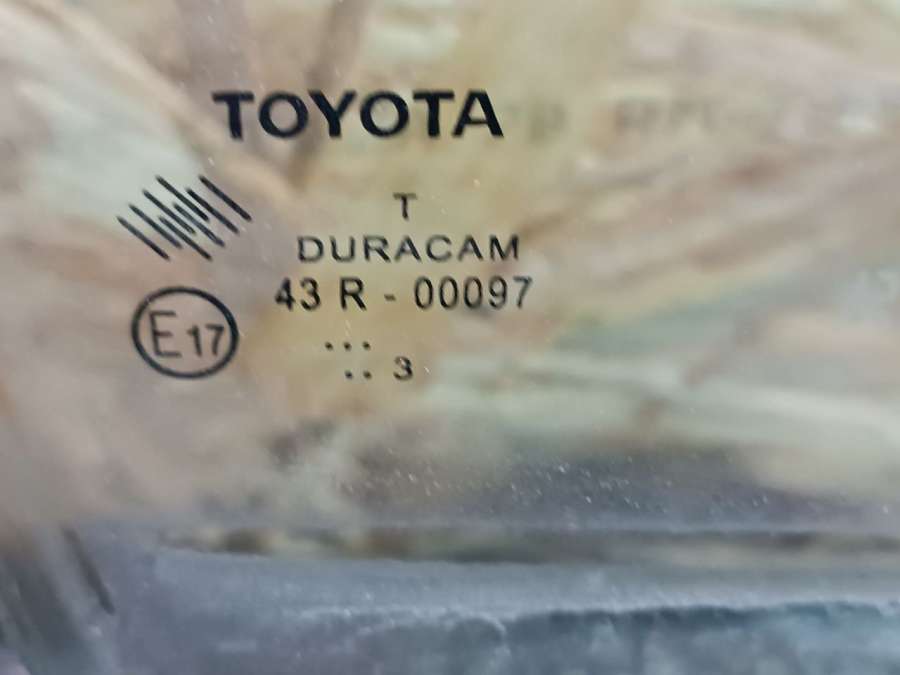 TOYOTA
T
DURACAM
43 R - 00097
E17
...
.. 3